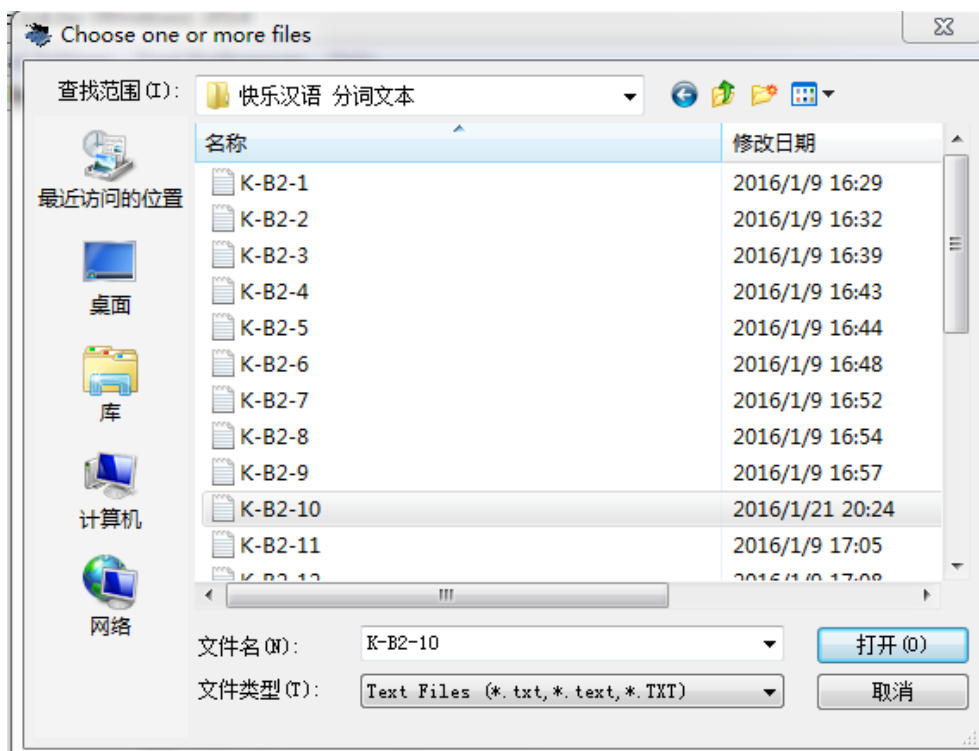 Choose one or more files
查找范围(I):
快乐汉语 分词文本
名称 修改日期
K-B2-1 2016/1/9 16:29
K-B2-2 2016/1/9 16:32
K-B2-3 2016/1/9 16:39
K-B2-4 2016/1/9 16:43
K-B2-5 2016/1/9 16:44
K-B2-6 2016/1/9 16:48
K-B2-7 2016/1/9 16:52
K-B2-8 2016/1/9 16:54
K-B2-9 2016/1/9 16:57
K-B2-10 2016/1/21 20:24
K-B2-11 2016/1/9 17:05
K-B2-12 2016/1/9 17:08
最近访问的位置
桌面
库
计算机
网络
文件名(N): K-B2-10 打开(O)
文件类型(T): Text Files (*.txt,*.text,*.TXT) 取消